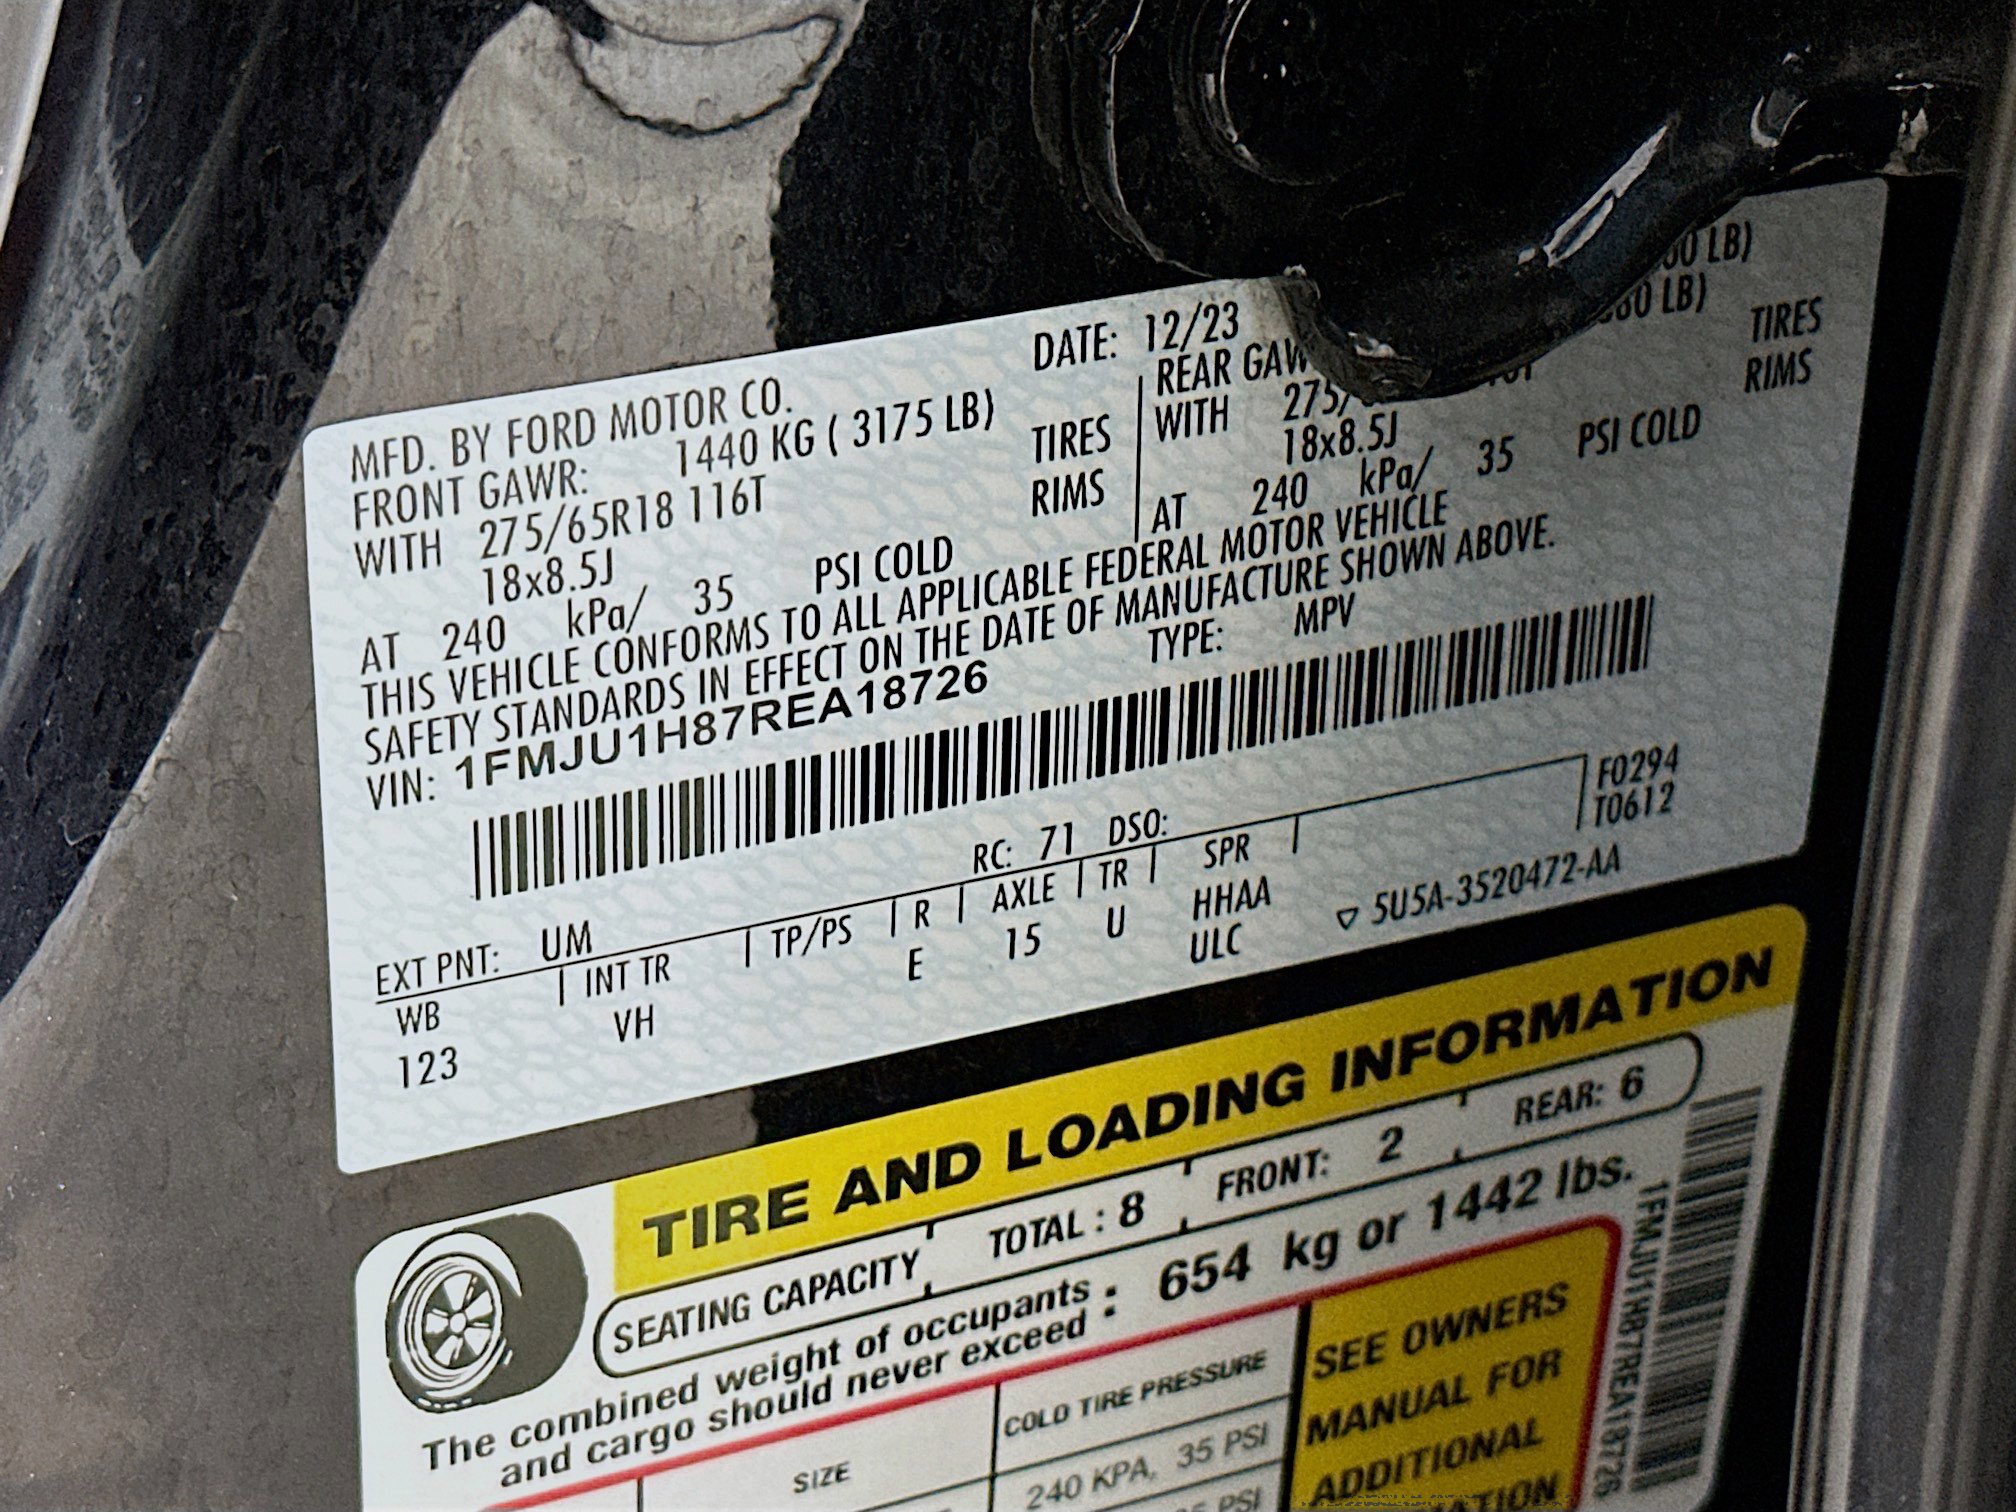 00 LB)
80 LB)
DATE: 12/23
MFD. BY FORD MOTOR CO.
FRONT GAWR: 1440 KG ( 3175 LB)
WITH 275/65R18 116T TIRES
18x8.5J RIMS
AT 240 kPa/ 35 PSI COLD
REAR
WITH 275/ TIRES
18x8.5J RIMS
AT 240 kPa/ 35 PSI COLD
THIS VEHICLE CONFORMS TO ALL APPLICABLE FEDERAL MOTOR VEHICLE
SAFETY STANDARDS IN EFFECT ON THE DATE OF MANUFACTURE SHOWN ABOVE.
VIN: 1FMJU1H87REA18726 TYPE: MPV
F0294
T0612
EXT PNT: UM RC: 71 DSO:
WB INT TR TP/PS R AXLE TR SPR
123 VH E 15 U HHAA
ULC
5U5A-3520472-AA
TIRE AND LOADING INFORMATION
SEATING CAPACITY TOTAL : 8 FRONT: 2 REAR: 6
The combined weight of occupants
and cargo should never exceed : 654 kg or 1442 lbs.
SIZE COLD TIRE PRESSURE
240 KPA, 35 PSI
PSI
SEE OWNERS
MANUAL FOR
ADDITIONAL
1FMJU1H87REA18726